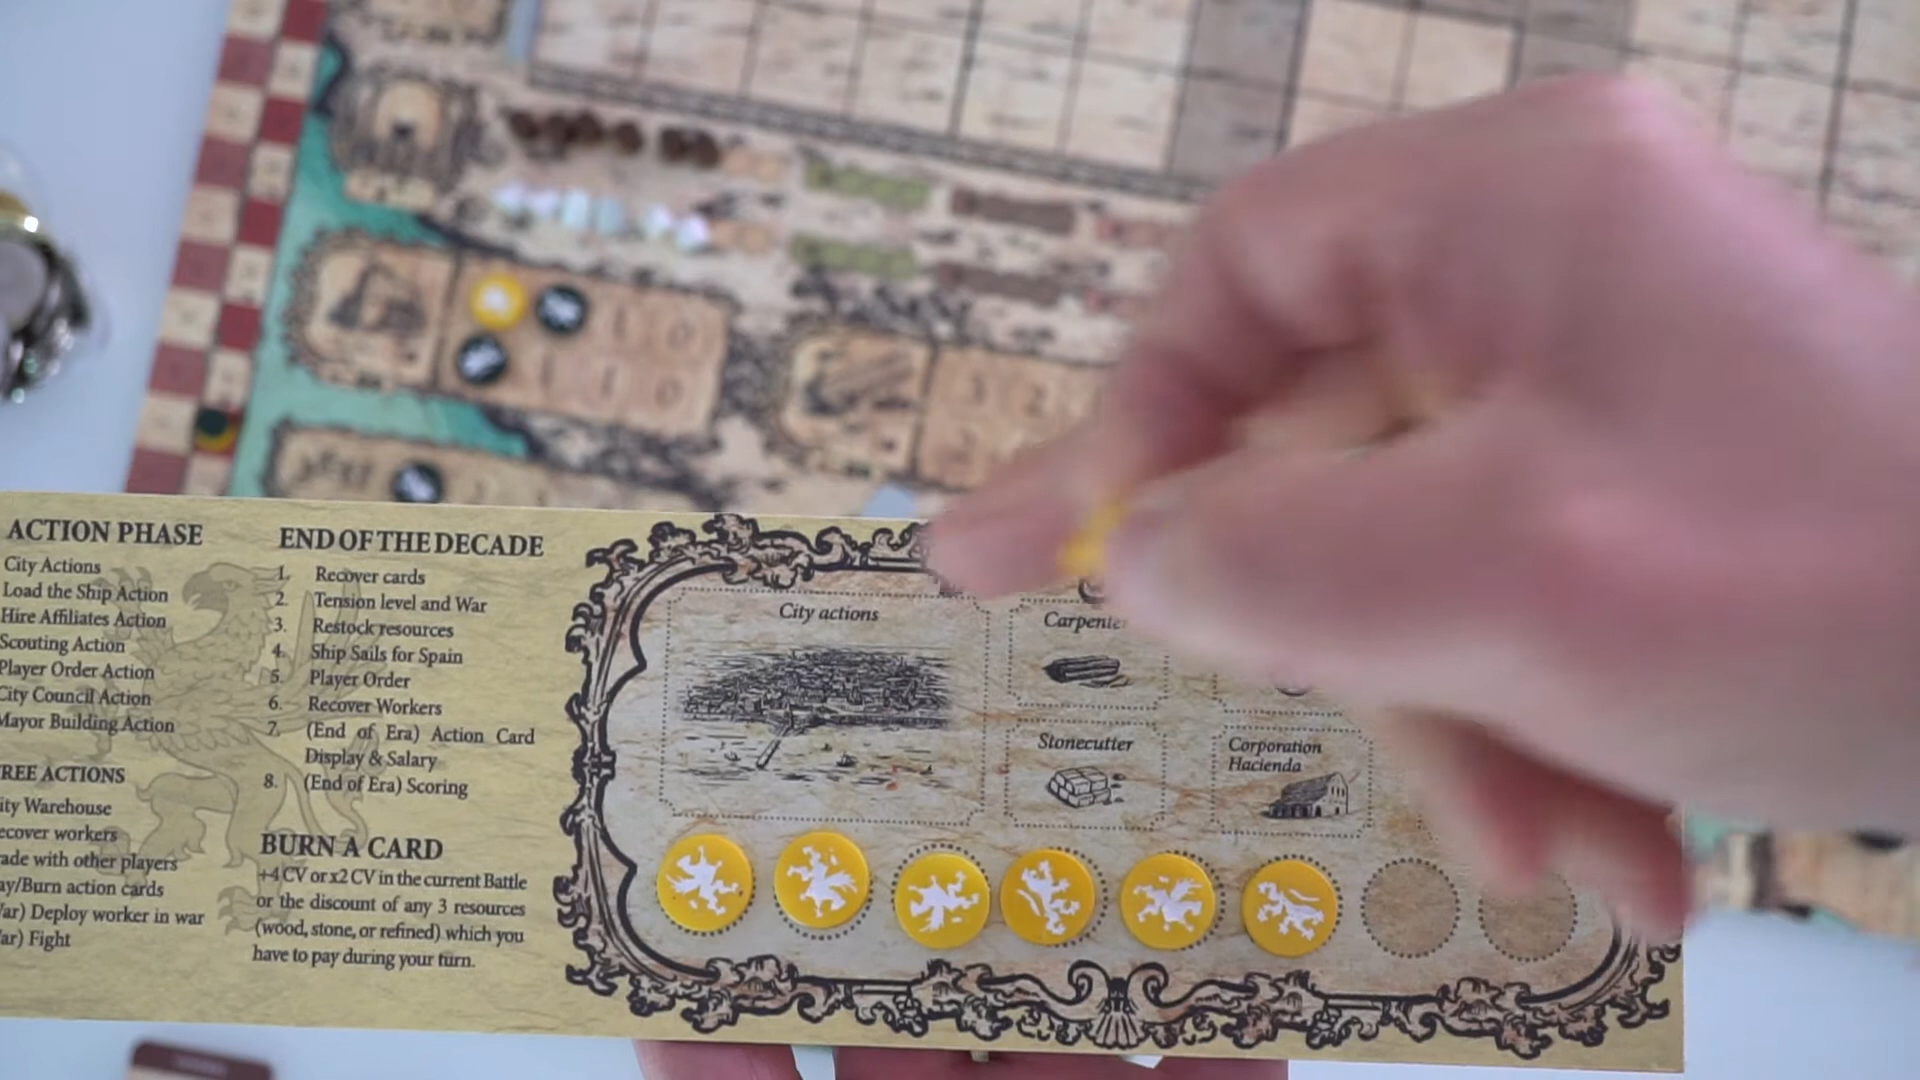 ACTION PHASE
City Actions
Load the Ship Action
Hire Affiliates Action
Scouting Action
Player Order Action
City Council Action
Mayor Building Action
REE ACTIONS
ity Warehouse
ecover workers
ade with other players
ay/Burn action cards
ar) Deploy worker in war
ar) Fight
END OF THE DECADE
1. Recover cards
2. Tension level and War
3. Restock resources
4. Ship Sails for Spain
5. Player Order
6. Recover Workers
7. (End of Era) Action Card
Display & Salary
8. (End of Era) Scoring
BURN A CARD
+4 CV or x2 CV in the current Battle
or the discount of any 3 resources
(wood, stone, or refined) which you
have to pay during your turn.
City actions
Carpente
Stonecutter
Corporation
Hacienda